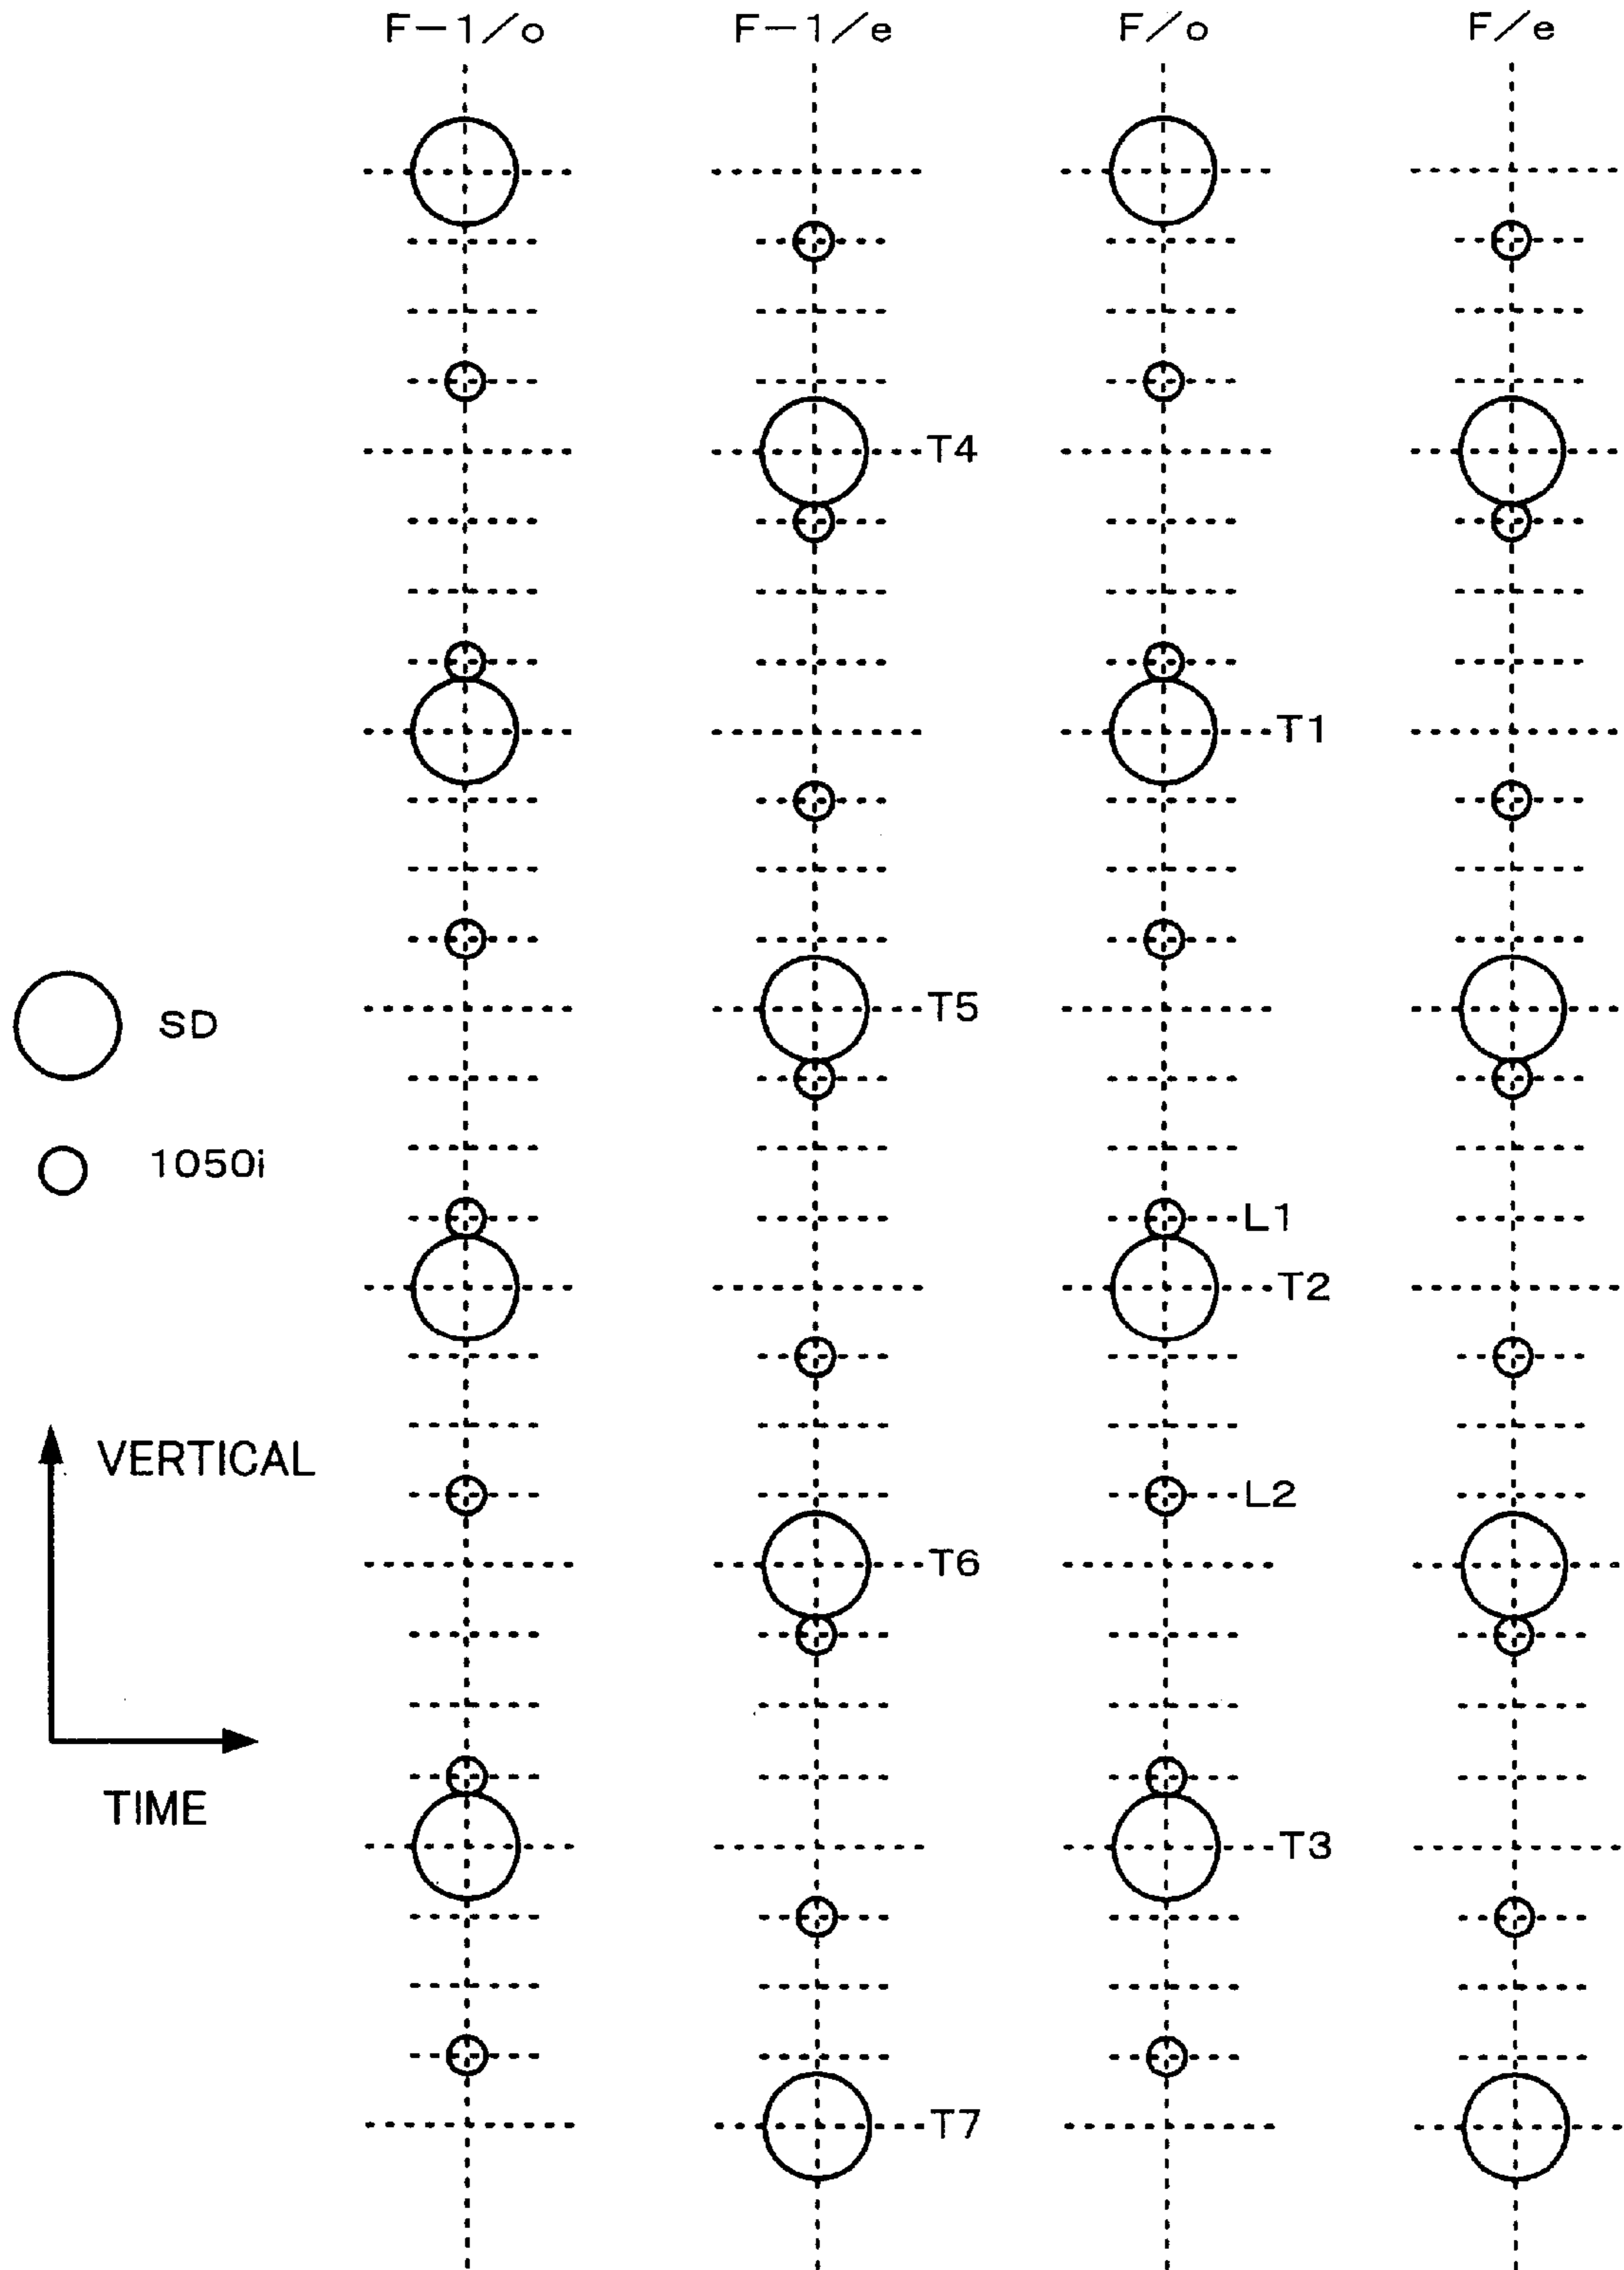 F-1/o F-1/e F/o F/e
T4
T1
T5
SD
1050i
L1
T2
VERTICAL
L2
T6
TIME
T3
T7